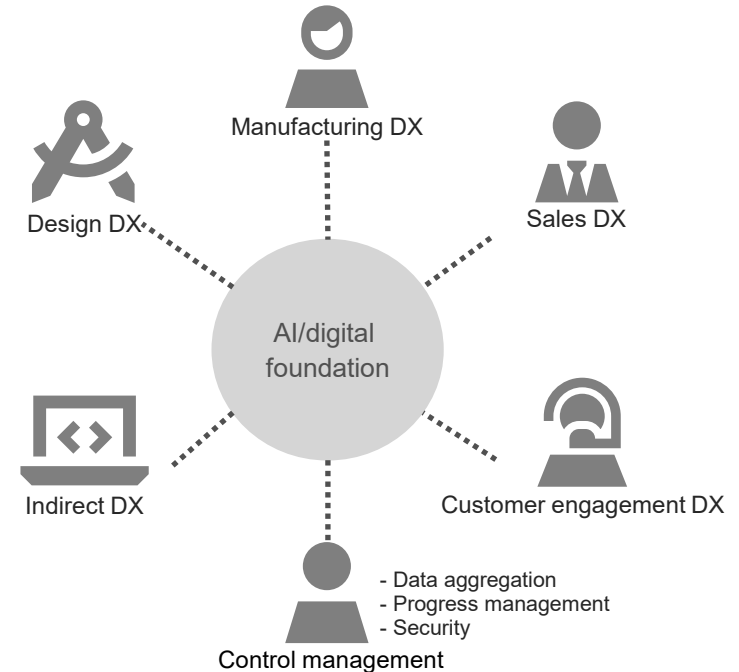 Manufacturing DX
Design DX
Sales DX
AI/digital
foundation
Indirect DX
Customer engagement DX
- Data aggregation
- Progress management
- Security
Control management